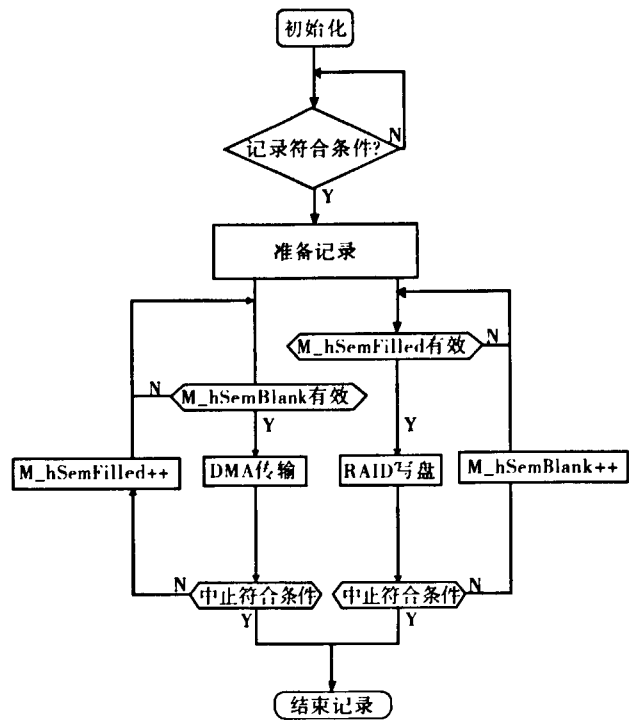 初始化
N
记录符合条件?
Y
准备记录
M_hSemFilled有效
N
N
M_hSemBlank有效
Y
Y
M_hSemFilled++
DMA传输
RAID写盘
M_hSemBlank++
N
中止符合条件
中止符合条件
N
Y
Y
结束记录